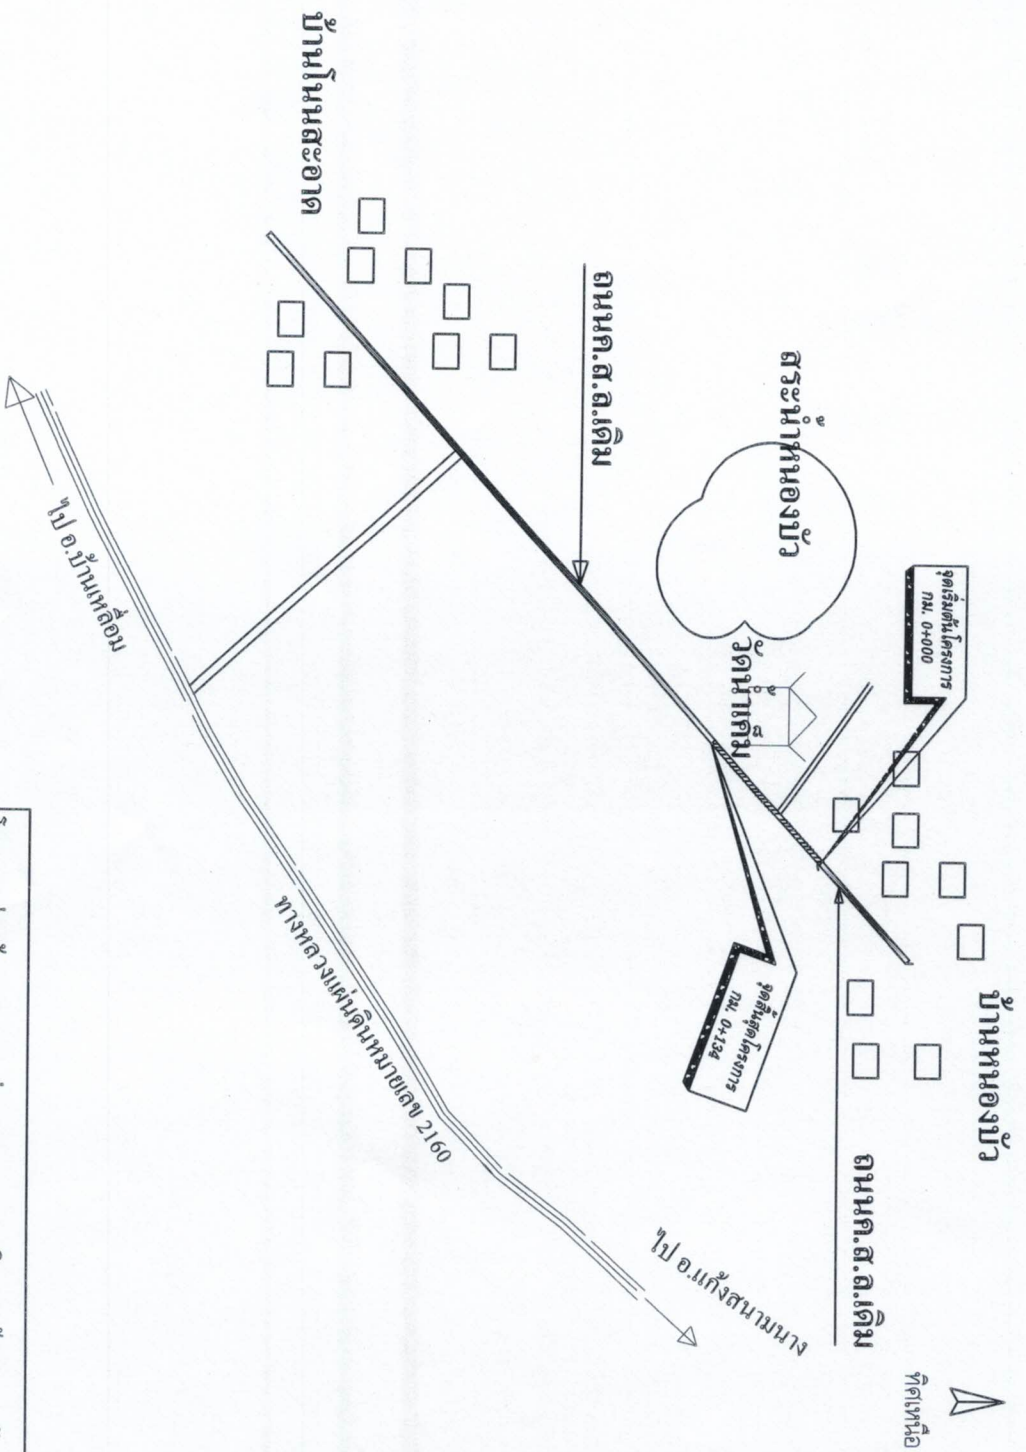 ทิศเหนือ
บ้านหนองบัว
จุดเริ่มต้นโครงการ
กม. 0+000
ถนนค.ส.ล.เดิม
สระน้ำหนองบัว
วัดน้ำเค็ม
จุดสิ้นสุดโครงการ
กม. 0+134
ไป อ.แก้งสนามนาง
ถนนค.ส.ล.เดิม
บ้านโนนสะอาด
ทางหลวงแผ่นดินหมายเลข 2160
ไป อ.บ้านเหลื่อม